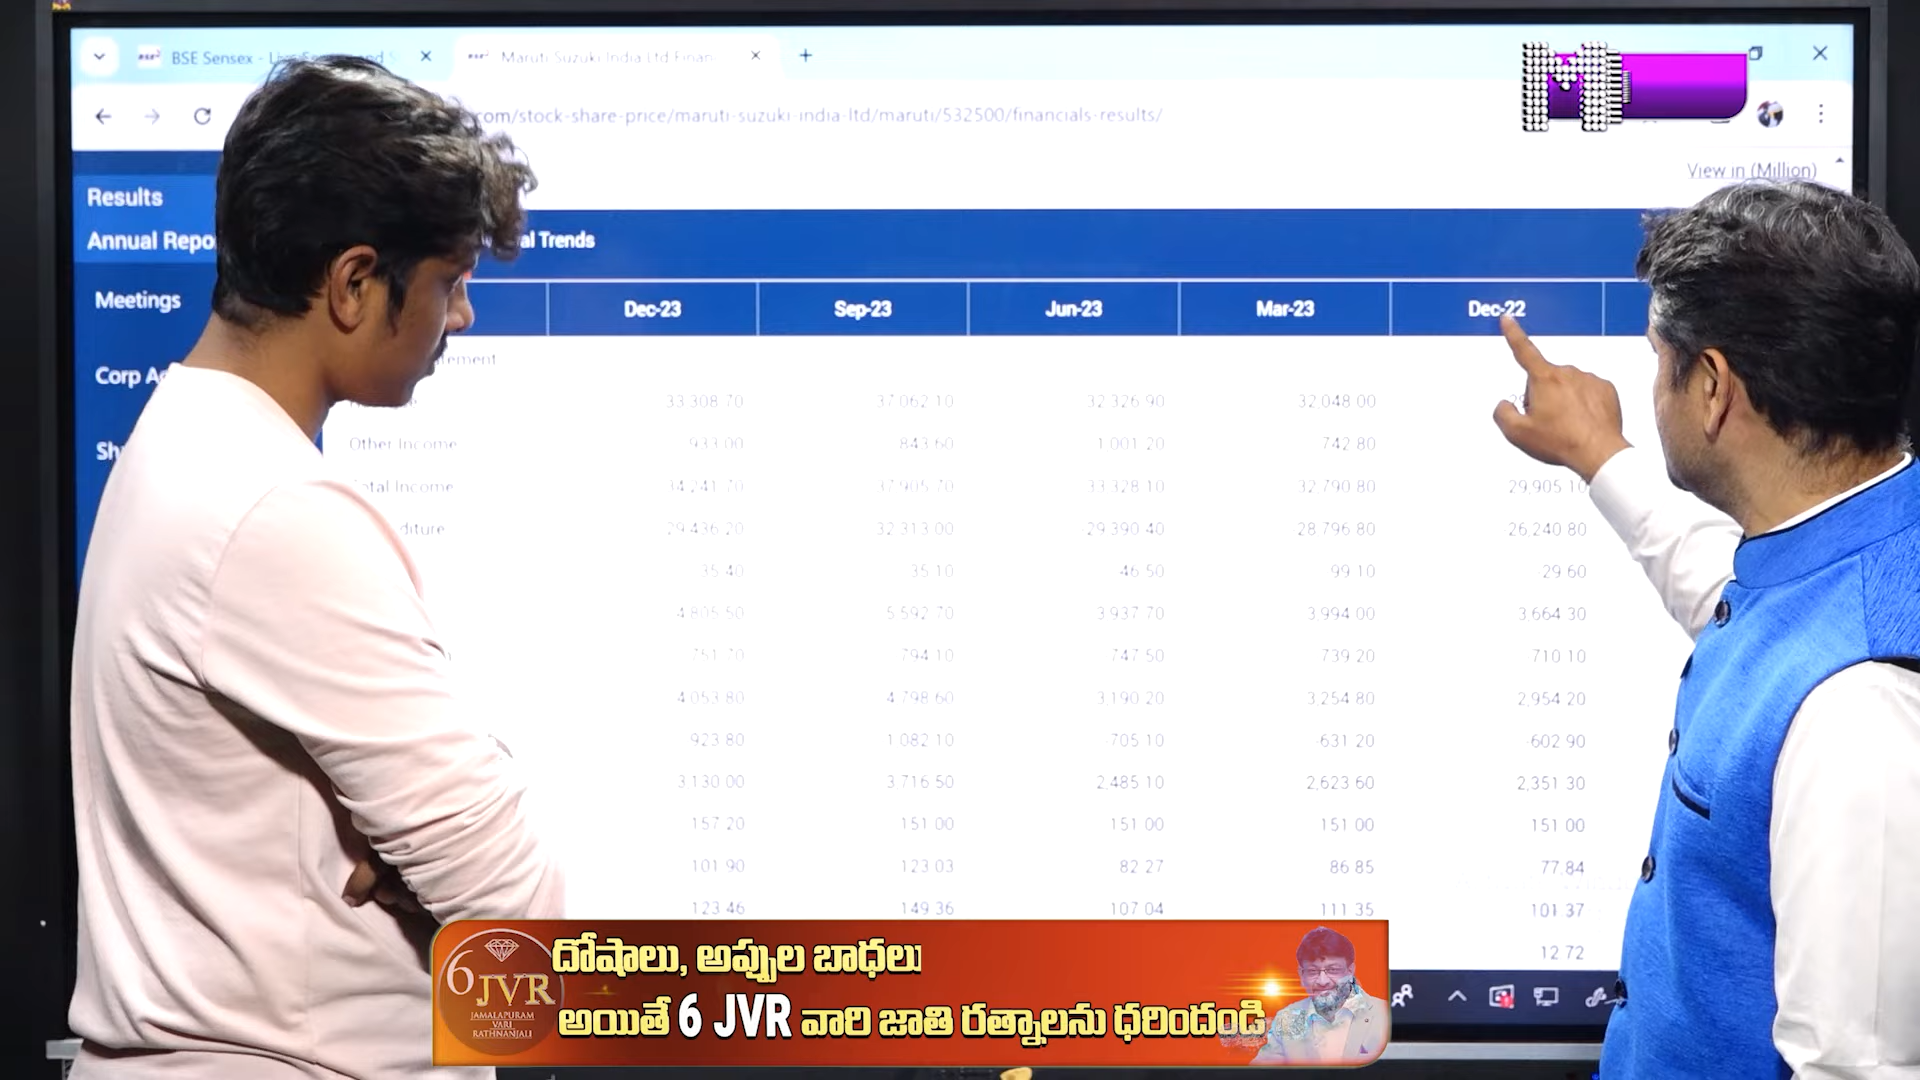 BSE Sensex - Li
Maruti Suzuki India Ltd Finan
com/stock-share-price/maruti-suzuki-india-ltd/maruti/532500/financials-results/
M
View in (Million)
Results
Annual Repo
al Trends
Meetings
Dec-23 Sep-23 Jun-23 Mar-23 Dec-22
Corp A
tement
33,308.70 37,062.10 32,326.90 32,048.00
Other Income 933.00 843.60 1,001.20 742.80
Sh
Total Income 34,241.70 37,905.70 33,328.10 32,790.80 29,905.10
diture 29,436.20 32,313.00 -29,390.40 28,796.80 26,240.80
35.40 35.10 46.50 99.10 29.60
4,805.50 5,592.70 3,937.70 3,994.00 3,664.30
751.70 794.10 747.50 739.20 710.10
4,053.80 4,798.60 3,190.20 3,254.80 2,954.20
923.80 1,082.10 -705.10 -631.20 -602.90
3,130.00 3,716.50 2,485.10 2,623.60 2,351.30
157.20 151.00 151.00 151.00 151.00
101.90 123.03 82.27 86.85 77.84
123.46 149.36 107.04 111.35 101.37
12.72
6 JVR
JAMALAPURAM
VARI
RATHNANJALI
దోషాలు, అప్పుల బాధలు
అయితే 6 JVR వారి జాతి రత్నాలను ధరించండి